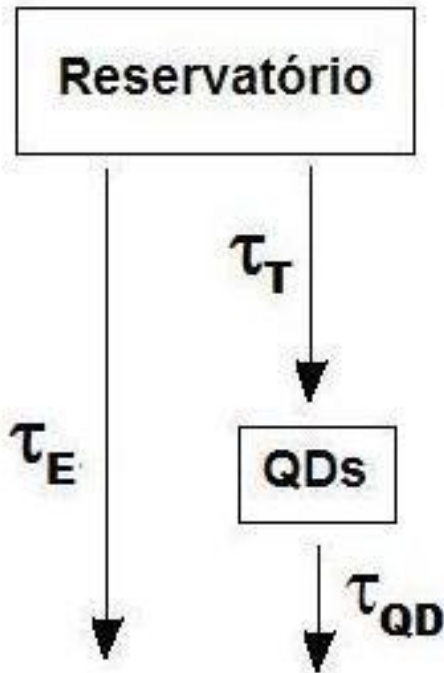 Reservatório
τT
τE
QDs
τQD